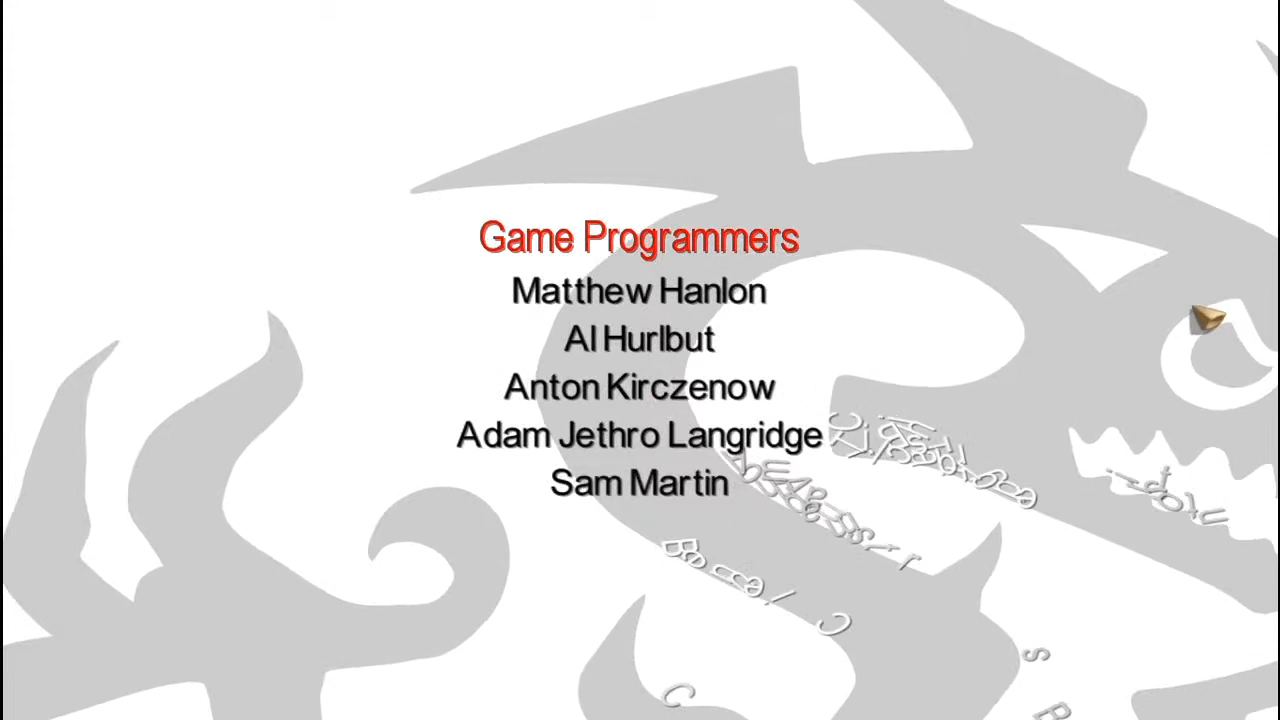 Game Programmers
Matthew Hanlon
Al Hurlbut
Anton Kirczenow
Adam Jethro Langridge
Sam Martin